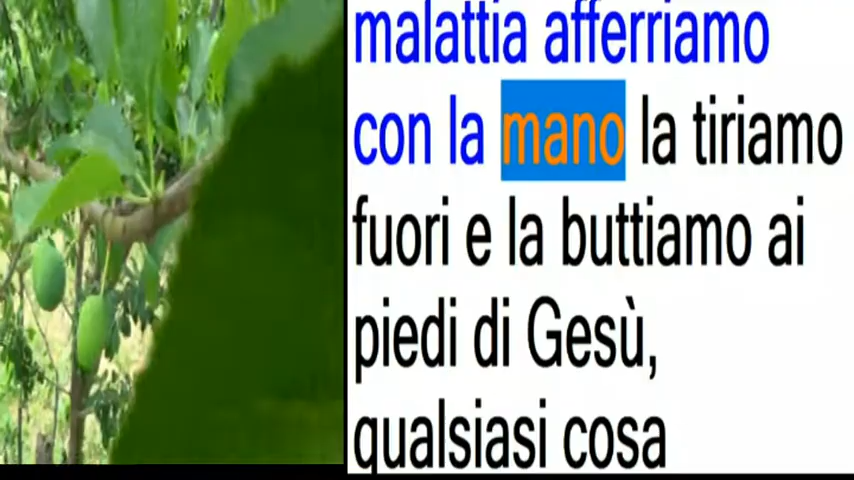 malattia afferriamo
con la mano la tiriamo
fuori e la buttiamo ai
piedi di Gesù,
qualsiasi cosa